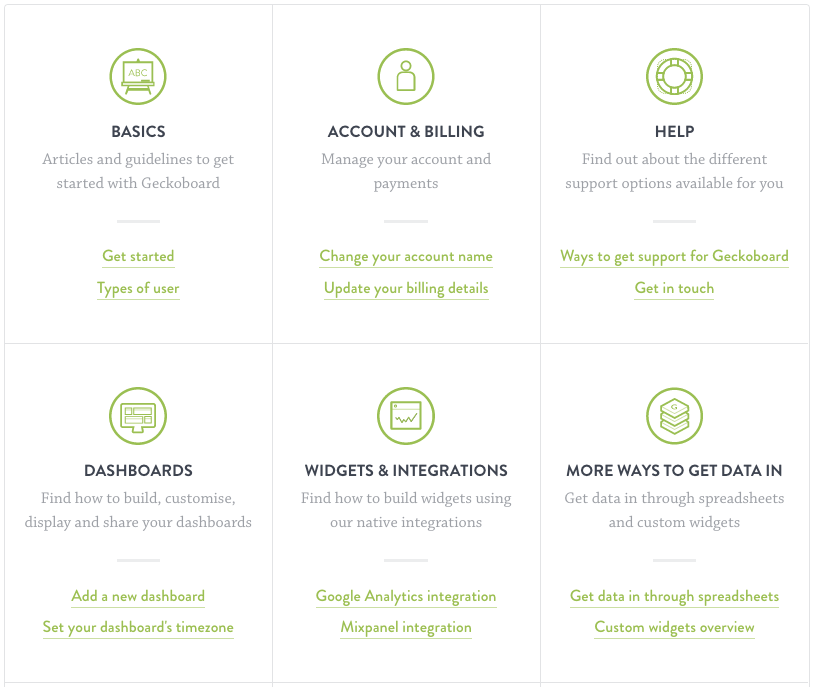 ABC
BASICS
Articles and guidelines to get
started with Geckoboard
Get started
Types of user
ACCOUNT & BILLING
Manage your account and
payments
Change your account name
Update your billing details
HELP
Find out about the different
support options available for you
Ways to get support for Geckoboard
Get in touch
DASHBOARDS
Find how to build, customise,
display and share your dashboards
Add a new dashboard
Set your dashboard's timezone
WIDGETS & INTEGRATIONS
Find how to build widgets using
our native integrations
Google Analytics integration
Mixpanel integration
G
MORE WAYS TO GET DATA IN
Get data in through spreadsheets
and custom widgets
Get data in through spreadsheets
Custom widgets overview